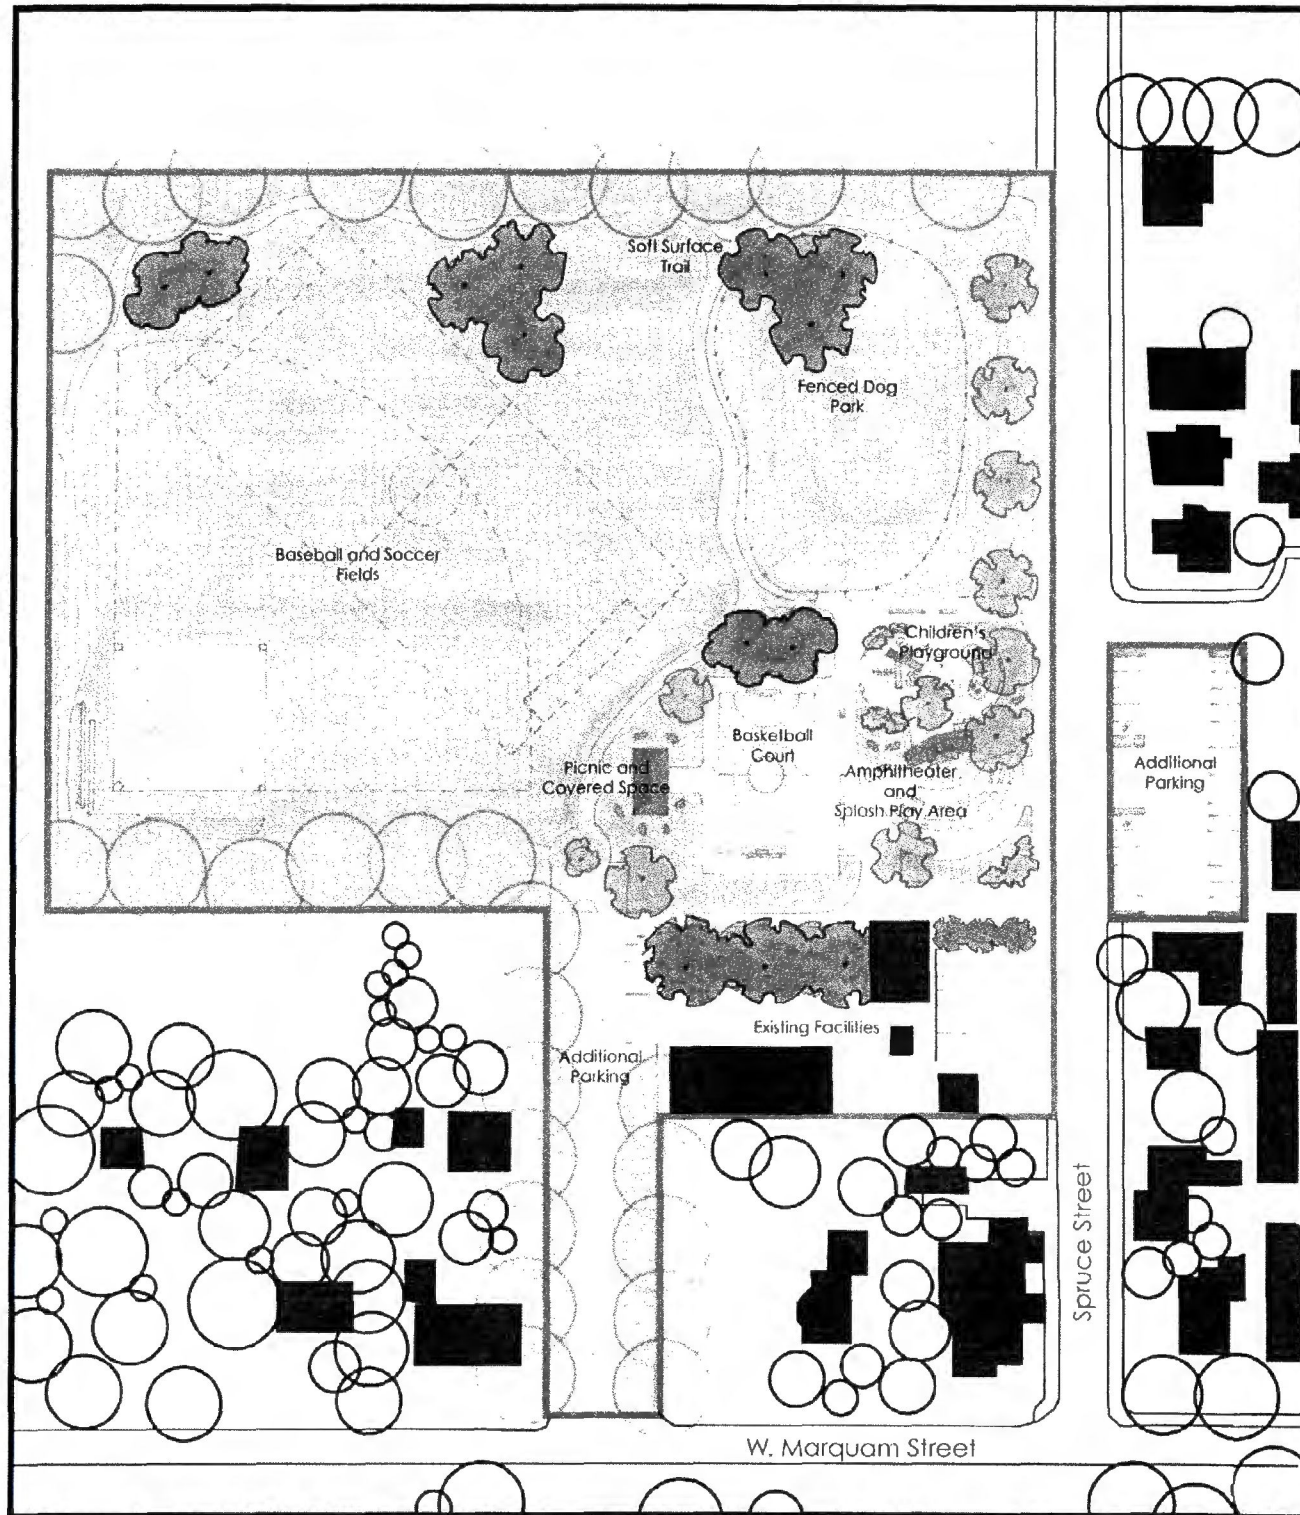 Soft Surface
Trail
Fenced Dog
Park
Baseball and Soccer
Fields
Children's
Playground
Basketball
Court
Picnic and
Covered Space
Amphitheater
and
Splash Play Area
Additional
Parking
Existing Facilities
Additional
Parking
Spruce Street
W. Marquam Street